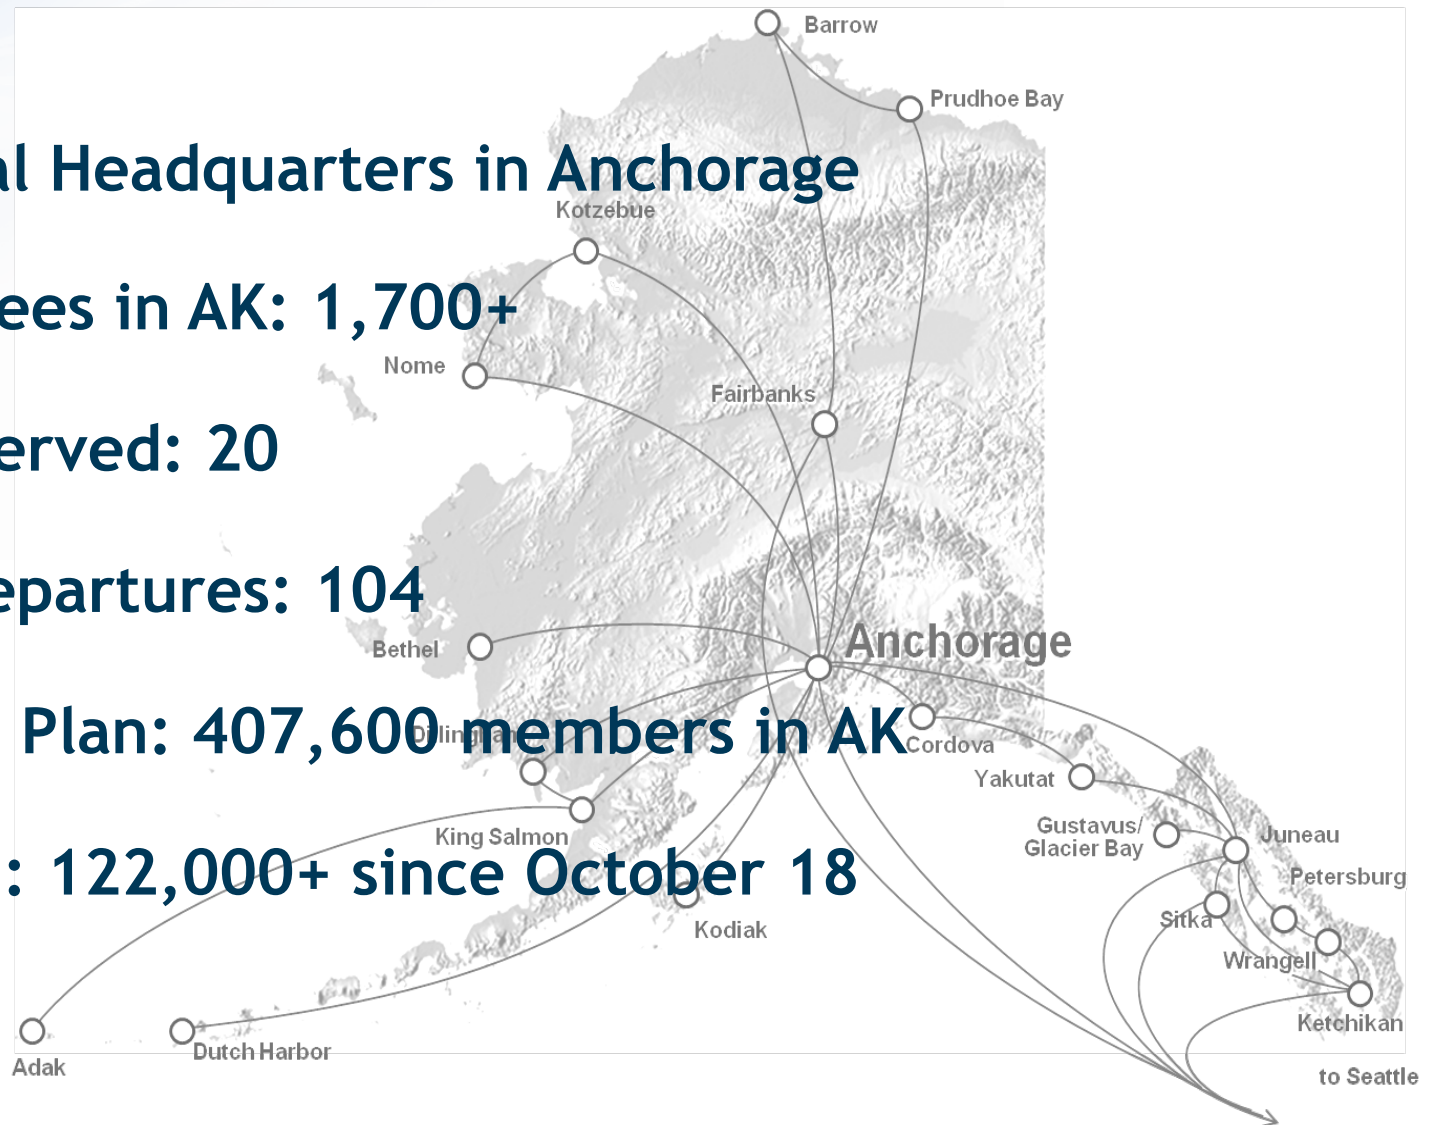 Barrow
Prudhoe Bay
al Headquarters in Anchorage
Kotzebue
ees in AK: 1,700+
Nome
Fairbanks
erved: 20
epartures: 104
Bethel
Anchorage
Plan: 407,600 members in AK
Dillingham
Cordova
Yakutat
Gustavus/
Glacier Bay
Juneau
King Salmon
: 122,000+ since October 18
Petersburg
Sitka
Kodiak
Wrangell
Ketchikan
Dutch Harbor
Adak
to Seattle